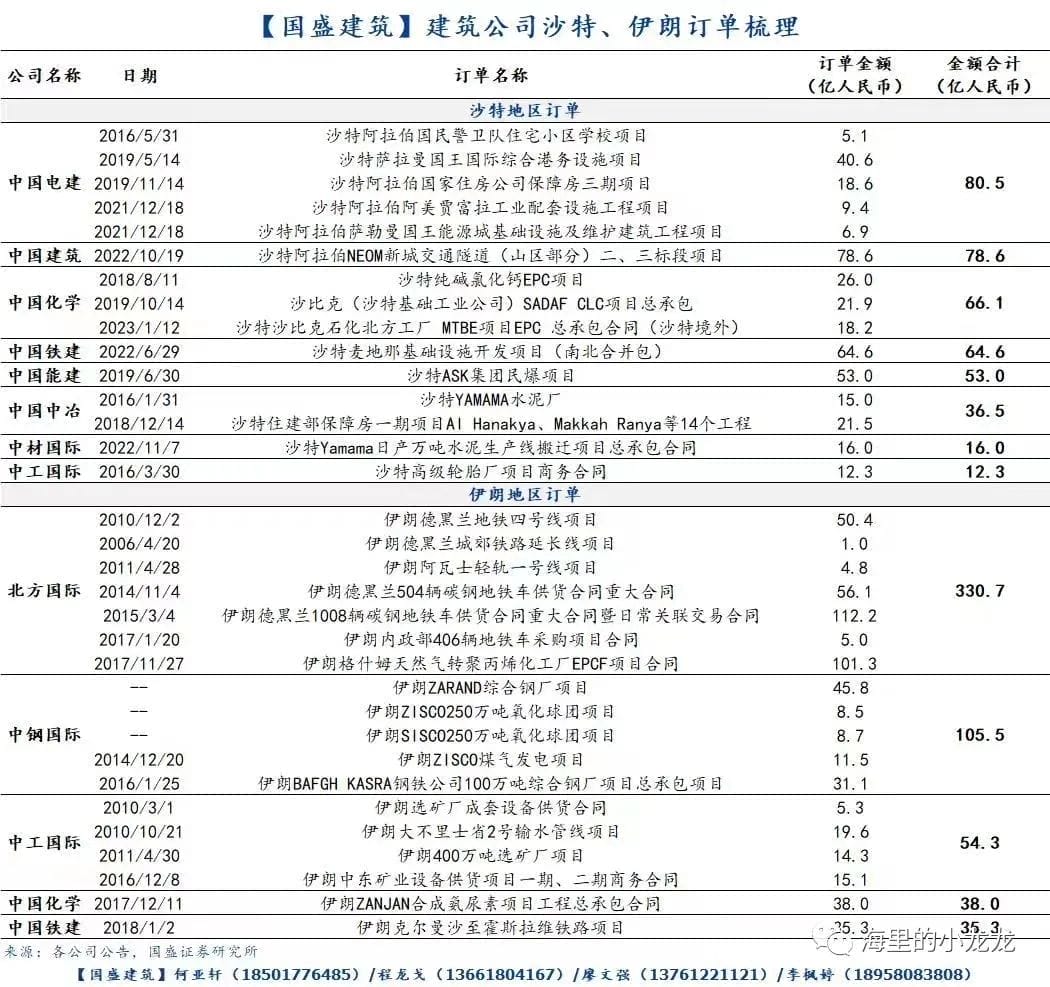 【国盛建筑】建筑公司沙特、伊朗订单梳理
公司名称 日期 订单名称 订单金额（亿人民币） 金额合计（亿人民币）
沙特地区订单
2016/5/31 沙特阿拉伯国民警卫队住宅小区学校项目 5.1
2019/5/14 沙特萨拉曼国王国际综合港务设施项目 40.6
中国电建 2019/11/14 沙特阿拉伯国家住房公司保障房三期项目 18.6 80.5
2021/12/18 沙特阿拉伯阿美贾富拉工业配套设施工程项目 9.4
2021/12/18 沙特阿拉伯萨勒曼国王能源城基础设施及维护建筑工程项目 6.9
中国建筑 2022/10/19 沙特阿拉伯NEOM新城交通隧道（山区部分）二、三标段项目 78.6 78.6
2018/8/11 沙特纯碱氯化钙EPC项目 26.0
中国化学 2019/10/14 沙比克（沙特基础工业公司）SADAF CLC项目总承包 21.9 66.1
2023/1/12 沙特沙比克石化北方工厂 MTBE项目EPC 总承包合同（沙特境外） 18.2
中国铁建 2022/6/29 沙特麦地那基础设施开发项目（南北合并包） 64.6 64.6
中国能建 2019/6/30 沙特ASK集团民爆项目 53.0 53.0
中国中冶 2016/1/31 沙特YAMAMA水泥厂 15.0 36.5
2018/12/14 沙特住建部保障房一期项目Al Hanakya、Makkah Ranya等14个工程 21.5
中材国际 2022/11/7 沙特Yamama日产万吨水泥生产线搬迁项目总承包合同 16.0 16.0
中工国际 2016/3/30 沙特高级轮胎厂项目商务合同 12.3 12.3
伊朗地区订单
2010/12/2 伊朗德黑兰地铁四号线项目 50.4
2006/4/20 伊朗德黑兰城郊铁路延长线项目 1.0
2011/4/28 伊朗阿瓦士轻轨一号线项目 4.8
北方国际 2014/11/4 伊朗德黑兰504辆碳钢地铁车供货合同重大合同 56.1 330.7
2015/3/4 伊朗德黑兰1008辆碳钢地铁车供货合同重大合同暨日常关联交易合同 112.2
2017/1/20 伊朗内政部406辆地铁车采购项目合同 5.0
2017/11/27 伊朗格什姆天然气转聚丙烯化工厂EPCF项目合同 101.3
-- 伊朗ZARAND综合钢厂项目 45.8
-- 伊朗ZISCO250万吨氧化球团项目 8.5
中钢国际 -- 伊朗SISCO250万吨氧化球团项目 8.7 105.5
2014/12/20 伊朗ZISCO煤气发电项目 11.5
2016/1/25 伊朗BAFGH KASRA钢铁公司100万吨综合钢厂项目总承包项目 31.1
2010/3/1 伊朗选矿厂成套设备供货合同 5.3
中工国际 2010/10/21 伊朗大不里士省2号输水管线项目 19.6 54.3
2011/4/30 伊朗400万吨选矿厂项目 14.3
2016/12/8 伊朗中东矿业设备供货项目一期、二期商务合同 15.1
中国化学 2017/12/11 伊朗ZANJAN合成氨尿素项目工程总承包合同 38.0 38.0
中国铁建 2018/1/2 伊朗克尔曼沙至霍斯拉维铁路项目 35.3 35.3
来源：各公司公告，国盛证券研究所
海里的小龙龙
【国盛建筑】何亚轩（18501776485）/程龙戈（13661804167）/廖文强（13761221121）/李枫婷（18958083808）